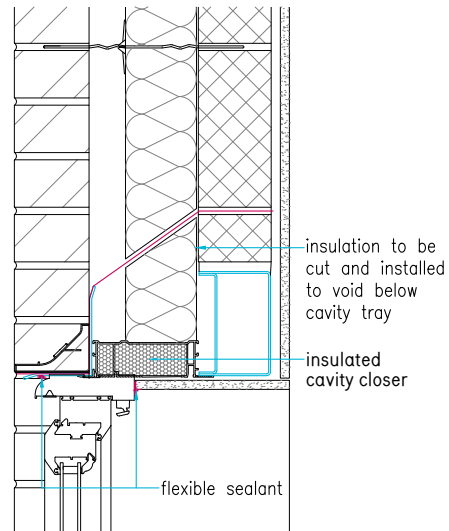 insulation to be
cut and installed
to void below
cavity tray
insulated
cavity closer
flexible sealant